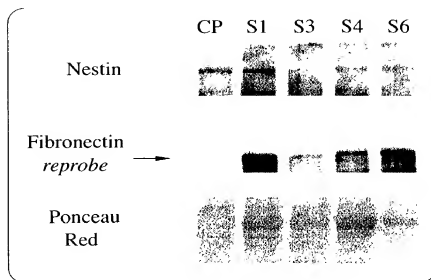 CP S1 S3 S4 S6
Nestin
Fibronectin
reprobe
Ponceau
Red